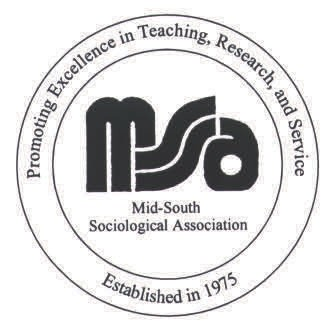 Promoting Excellence in Teaching, Research, and Service
mssa
Mid-South
Sociological Association
Established in 1975